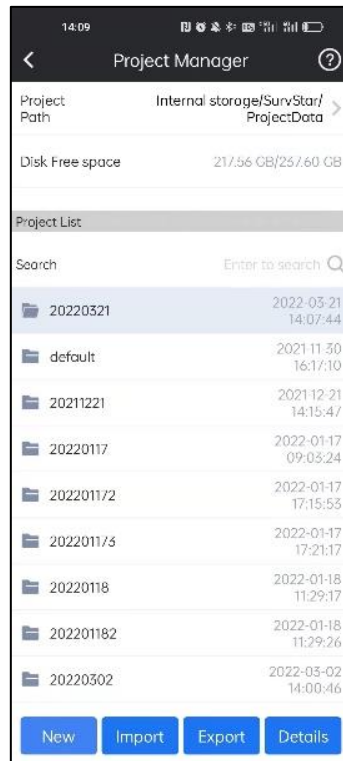 14:09
Project Manager
Project Path
Internal storage/SurvStar/
ProjectData
Disk Free space
217.56 GB/237.60 GB
Project List
Search
Enter to search
20220321
2022-03-21
14:07:44
default
2021-11-30
16:17:10
20211221
2021-12-21
14:15:47
20220117
2022-01-17
09:03:24
202201172
2022-01-17
17:15:53
202201173
2022-01-17
17:21:17
20220118
2022-01-18
11:29:17
202201182
2022-01-18
11:29:26
20220302
2022-03-02
14:00:46
New
Import
Export
Details